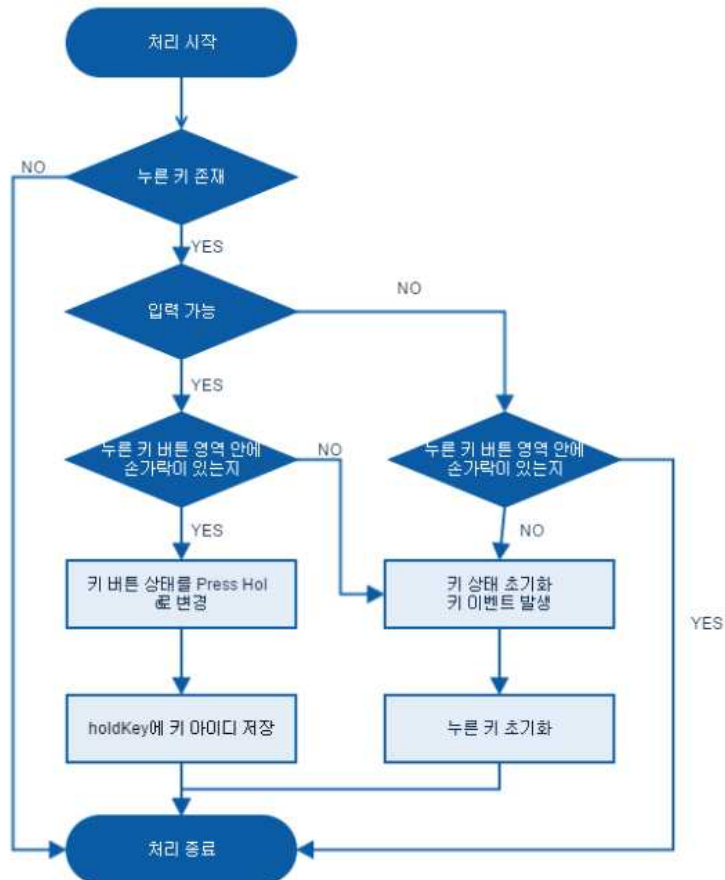 처리 시작
NO
누른 키 존재
YES
NO
입력 가능
YES
누른 키 버튼 영역 안에
손가락이 있는지
NO
누른 키 버튼 영역 안에
손가락이 있는지
YES
NO
키 버튼 상태를 Press Hol
로 변경
키 상태 초기화
키 이벤트 발생
YES
holdKey에 키 아이디 저장
누른 키 초기화
처리 종료